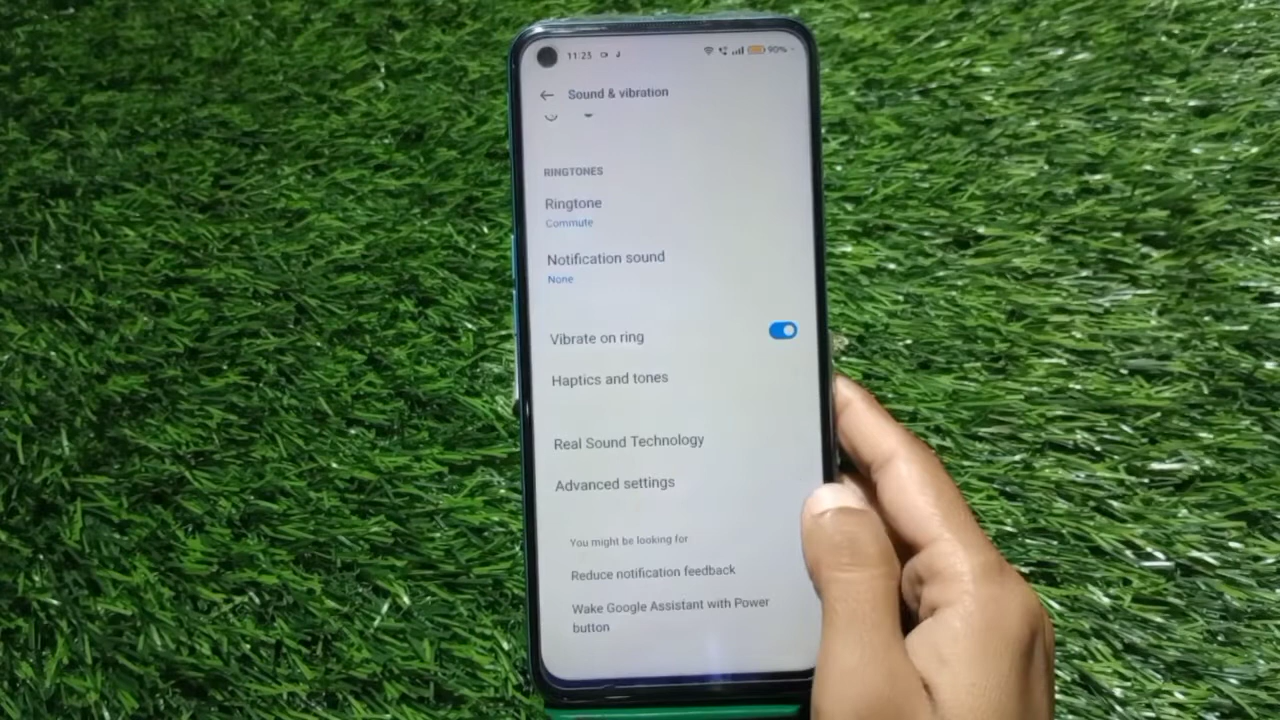 11:23
90%
Sound & vibration
RINGTONES
Ringtone
Commute
Notification sound
None
Vibrate on ring
Haptics and tones
Real Sound Technology
Advanced settings
You might be looking for
Reduce notification feedback
Wake Google Assistant with Power
button